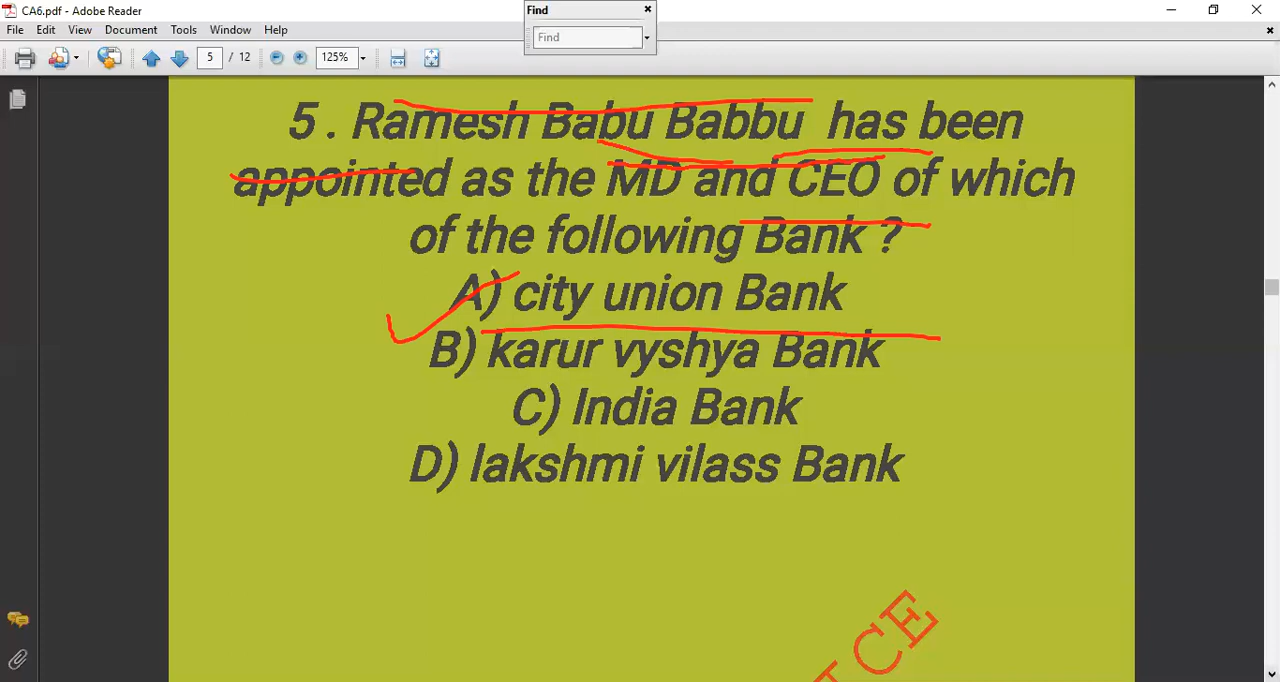 CA6.pdf - Adobe Reader
Find
File Edit View Document Tools Window Help
Find
5 / 12 125%
5 . Ramesh Babu Babbu has been
appointed as the MD and CEO of which
of the following Bank ?
A) city union Bank
B) karur vyshya Bank
C) India Bank
D) lakshmi vilass Bank
CE